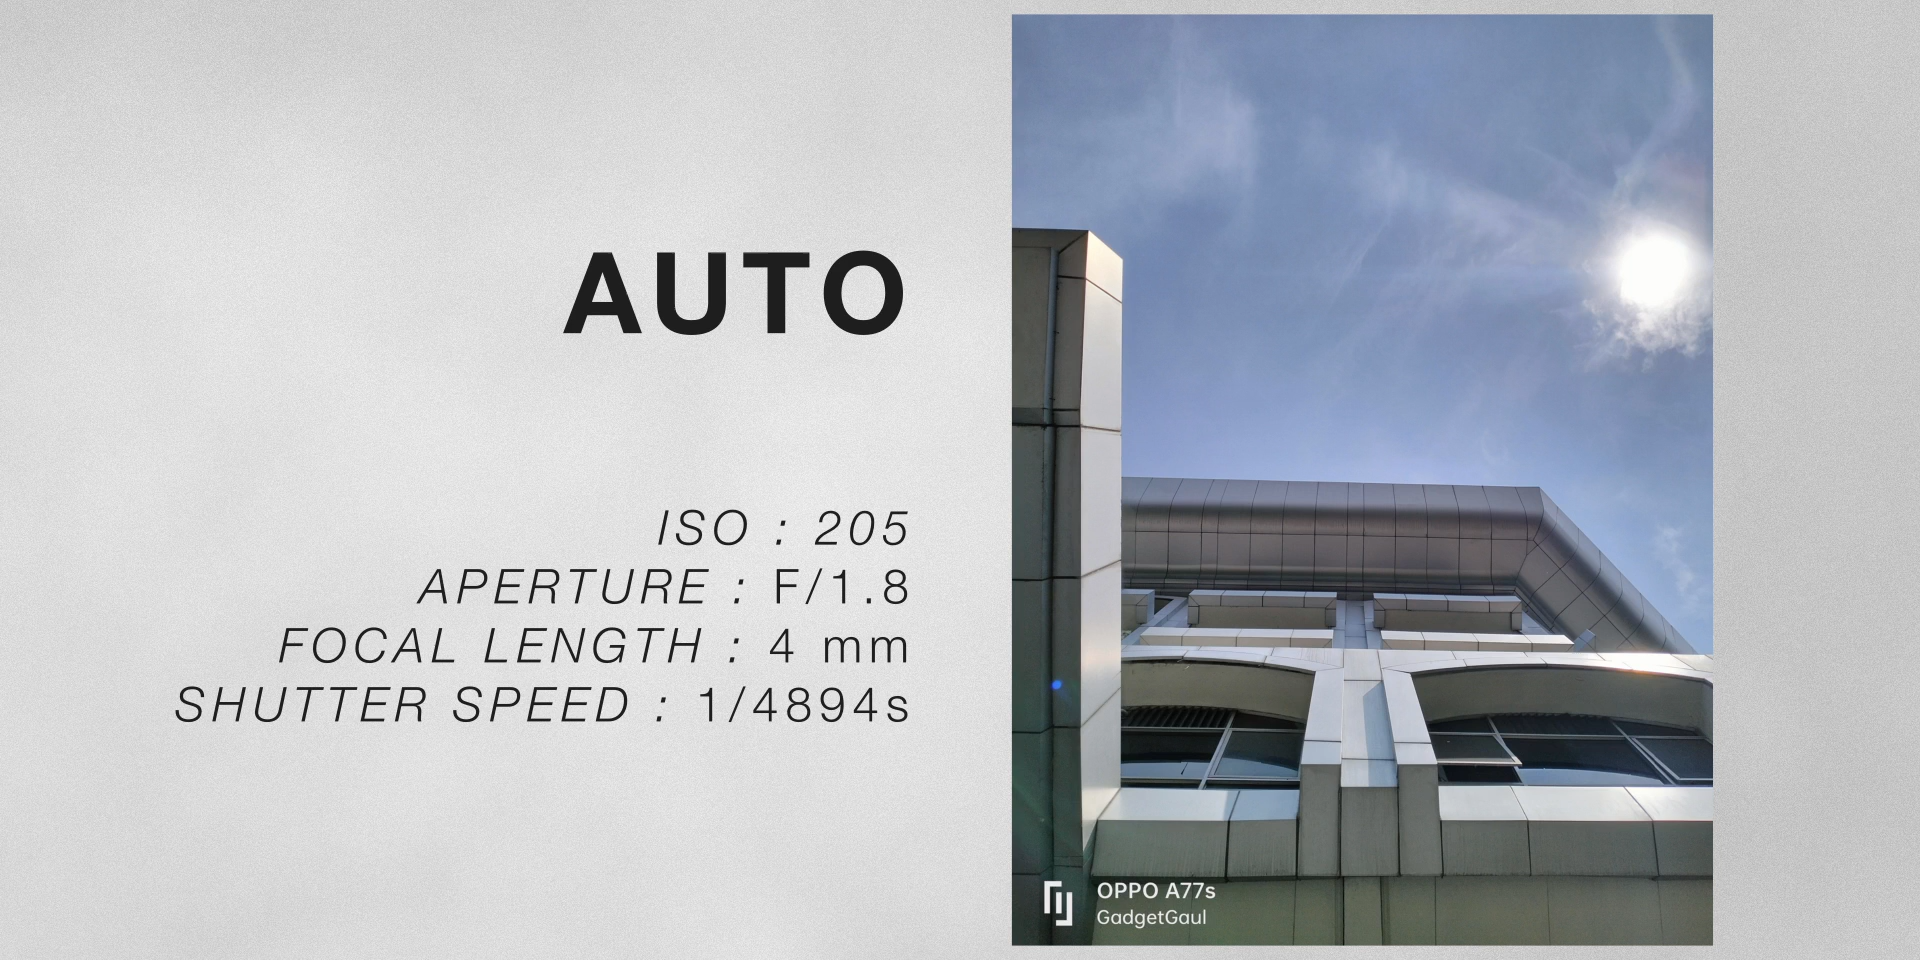 AUTO
ISO : 205
APERTURE : F/1.8
FOCAL LENGTH : 4 mm
SHUTTER SPEED : 1/4894s
OPPO A77s
GadgetGaul